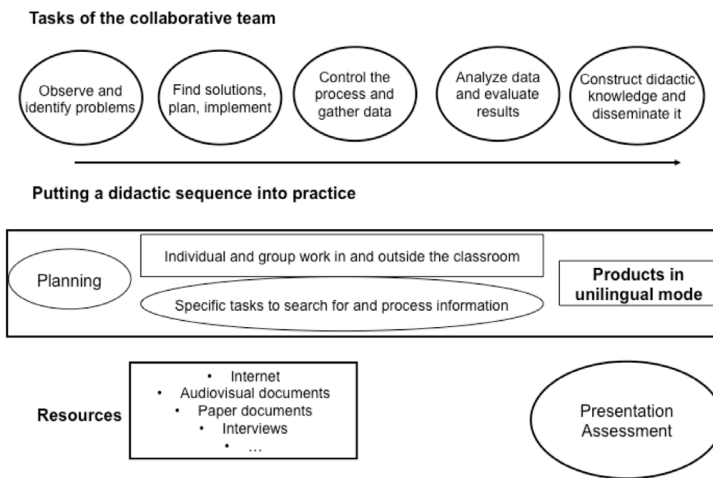 Tasks of the collaborative team
Observe and
identify problems
Find solutions,
plan, implement
Control the
process and
gather data
Analyze data
and evaluate
results
Construct didactic
knowledge and
disseminate it
Putting a didactic sequence into practice
Planning
Individual and group work in and outside the classroom
Specific tasks to search for and process information
Products in
unilingual mode
Resources
• Internet
• Audiovisual documents
• Paper documents
• Interviews
• …
Presentation
Assessment